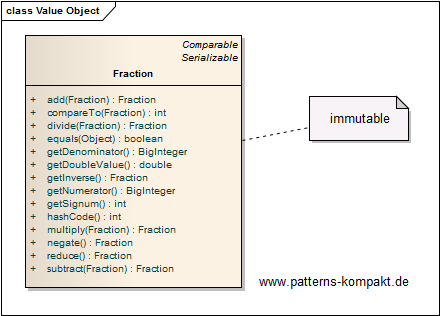 class Value Object
Comparable
Serializable
Fraction
+ add(Fraction) : Fraction
+ compareTo(Fraction) : int
+ divide(Fraction) : Fraction
+ equals(Object) : boolean
+ getDenominator() : BigInteger
+ getDoubleValue() : double
+ getInverse() : Fraction
+ getNumerator() : BigInteger
+ getSignum() : int
+ hashCode() : int
+ multiply(Fraction) : Fraction
+ negate() : Fraction
+ reduce() : Fraction
+ subtract(Fraction) : Fraction
immutable
www.patterns-kompakt.de